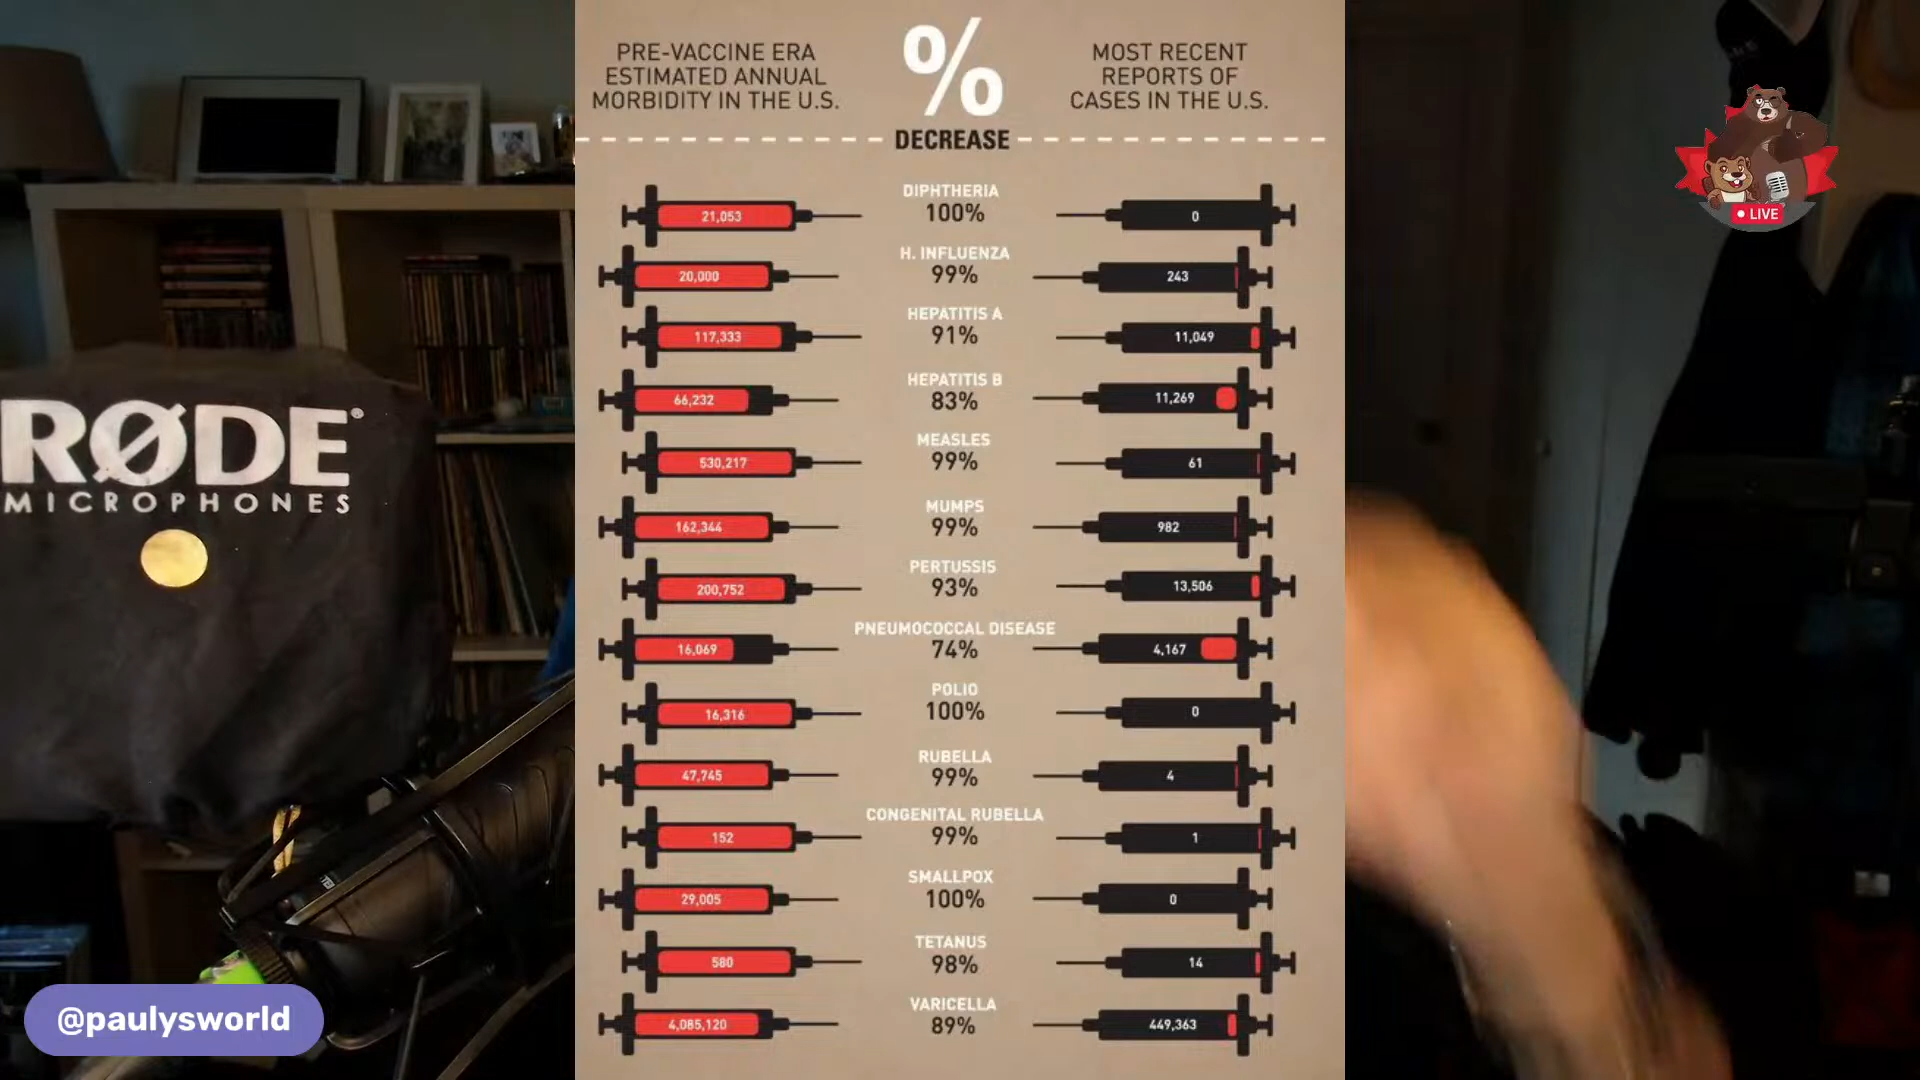 PRE-VACCINE ERA
ESTIMATED ANNUAL
MORBIDITY IN THE U.S.
%
DECREASE
MOST RECENT
REPORTS OF
CASES IN THE U.S.
DIPHTHERIA
21,053
100%
0
H. INFLUENZA
20,000
99%
243
HEPATITIS A
117,333
91%
11,049
HEPATITIS B
66,232
83%
11,269
MEASLES
530,217
99%
61
MUMPS
162,344
99%
982
PERTUSSIS
200,752
93%
13,506
PNEUMOCOCCAL DISEASE
16,069
74%
4,167
POLIO
16,316
100%
0
RUBELLA
47,745
99%
4
CONGENITAL RUBELLA
152
99%
1
SMALLPOX
29,005
100%
0
TETANUS
580
98%
14
VARICELLA
4,085,120
89%
449,363
RØDE®
MICROPHONES
LIVE
@paulysworld